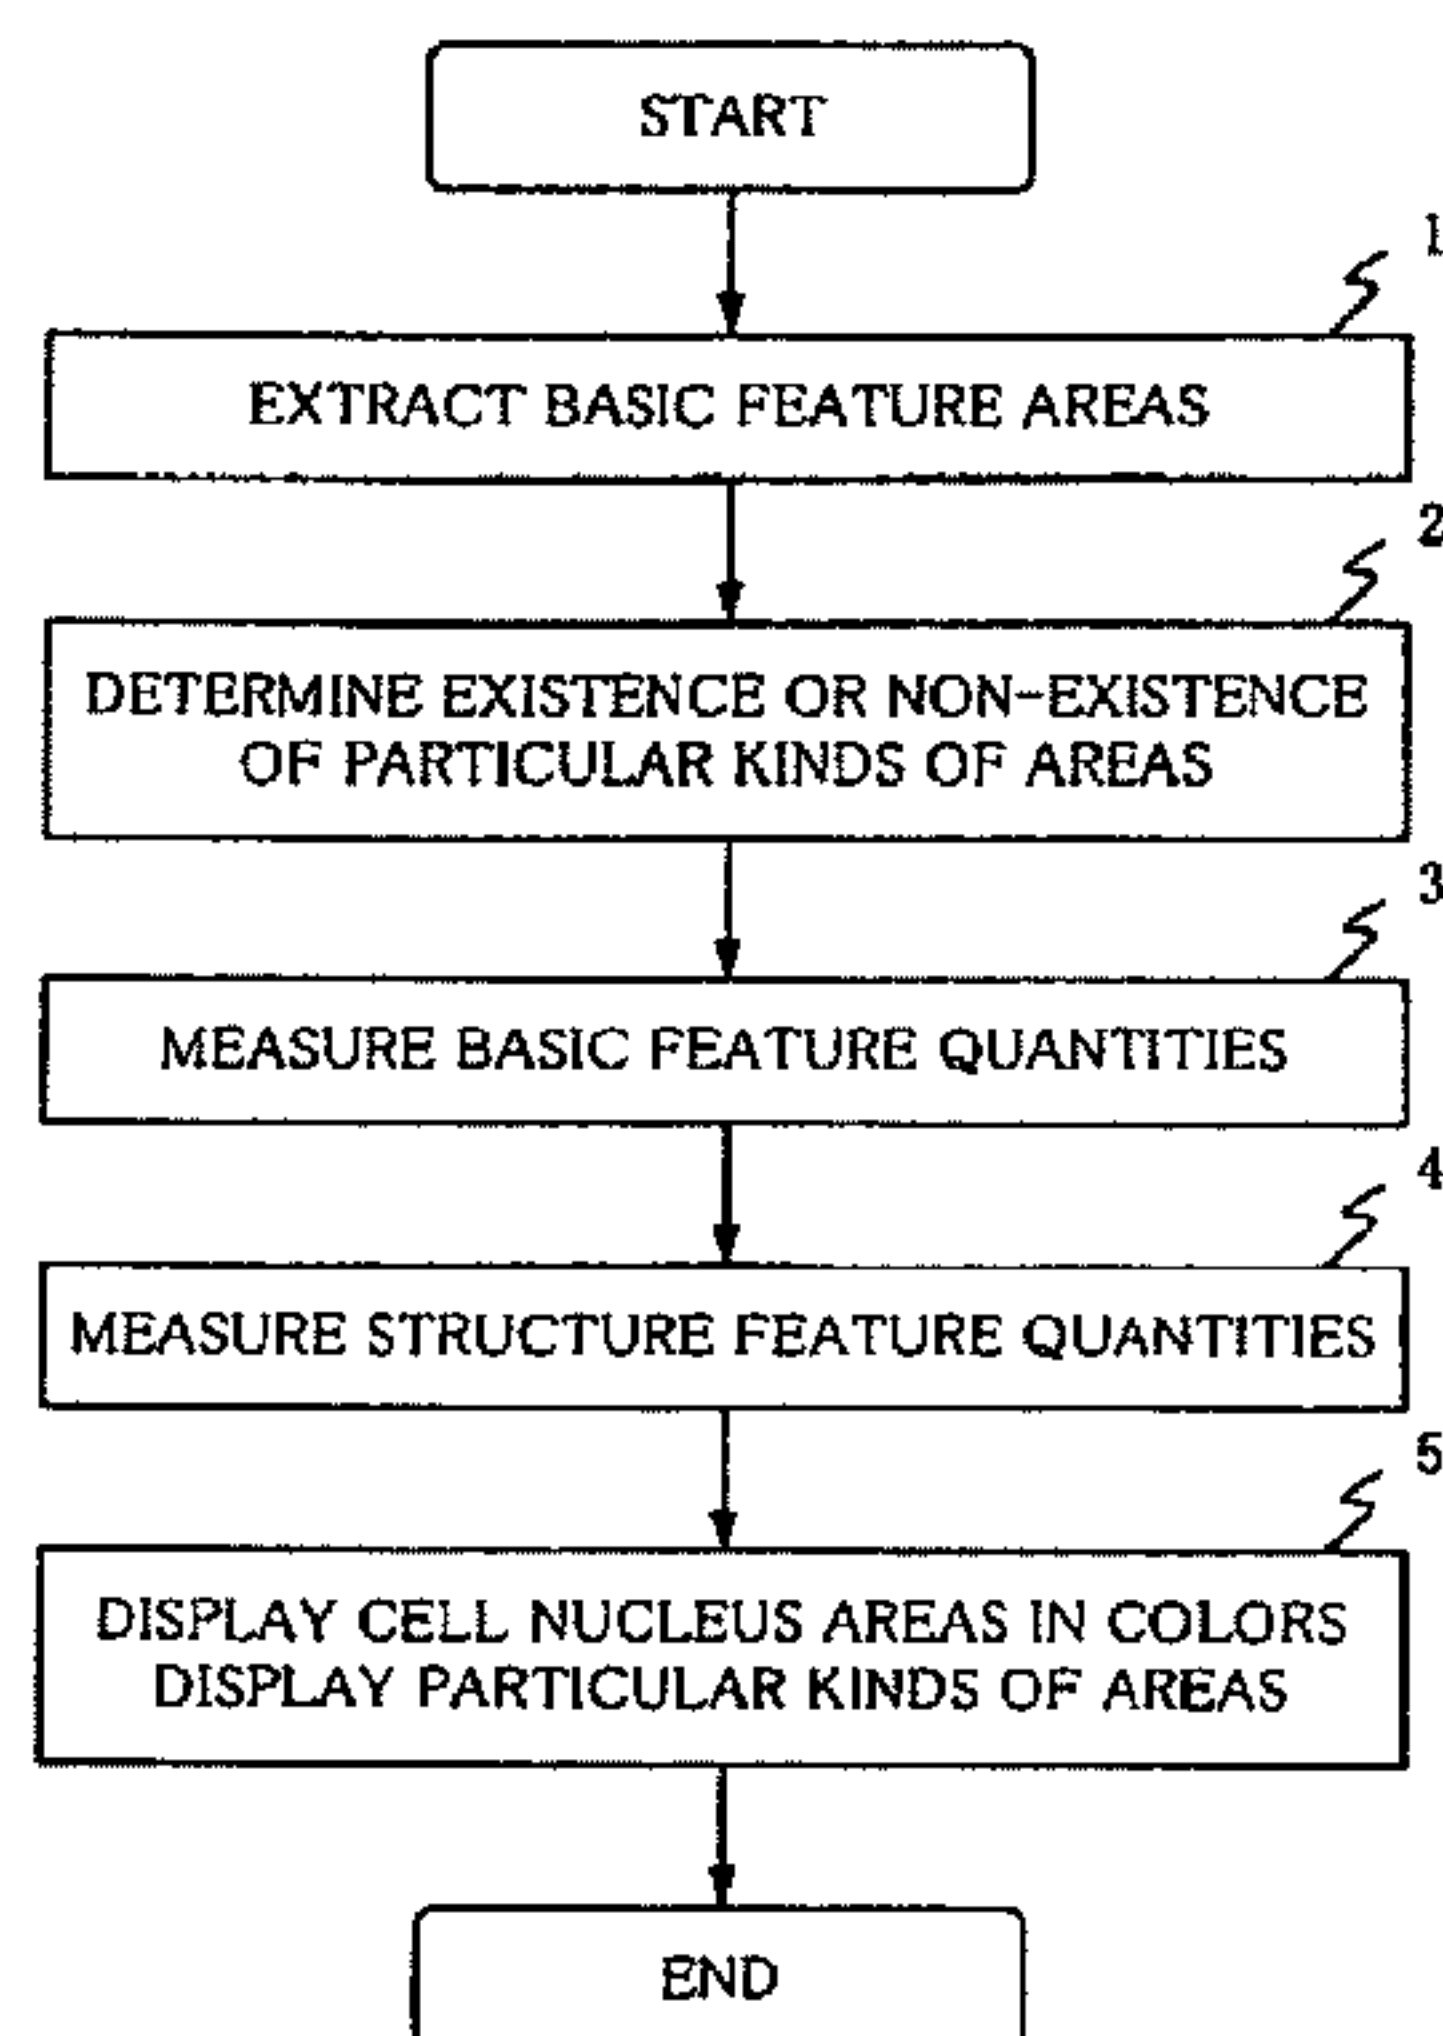 START
1
EXTRACT BASIC FEATURE AREAS
2
DETERMINE EXISTENCE OR NON-EXISTENCE
OF PARTICULAR KINDS OF AREAS
3
MEASURE BASIC FEATURE QUANTITIES
4
MEASURE STRUCTURE FEATURE QUANTITIES
5
DISPLAY CELL NUCLEUS AREAS IN COLORS
DISPLAY PARTICULAR KINDS OF AREAS
END